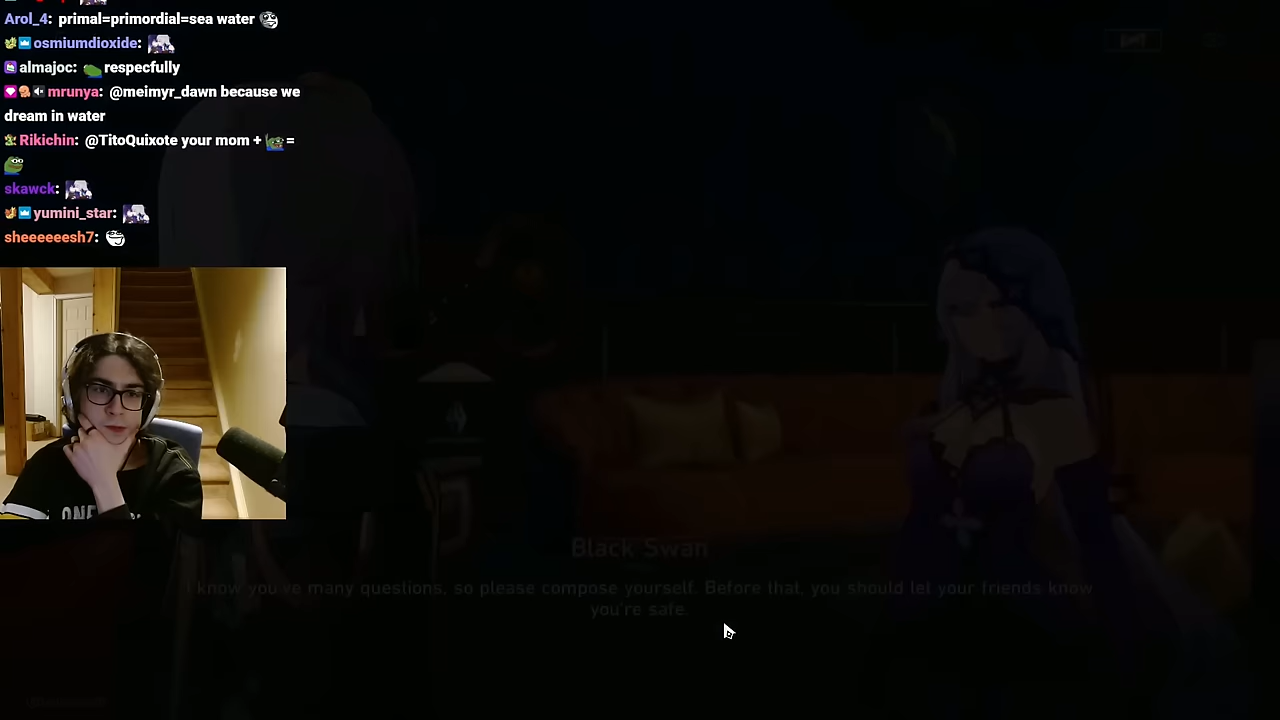 Arol_4: primal=primordial=sea water
osmiumdioxide:
almajoc: respecfully
mrunya: @meimyr_dawn because we
dream in water
Rikichin: @TitoQuixote your mom + =
skawck:
yumini_star:
sheeeeeesh7:
ONE
Black Swan
I know you've many questions, so please compose yourself. Before that, you should let your friends know
you're safe.